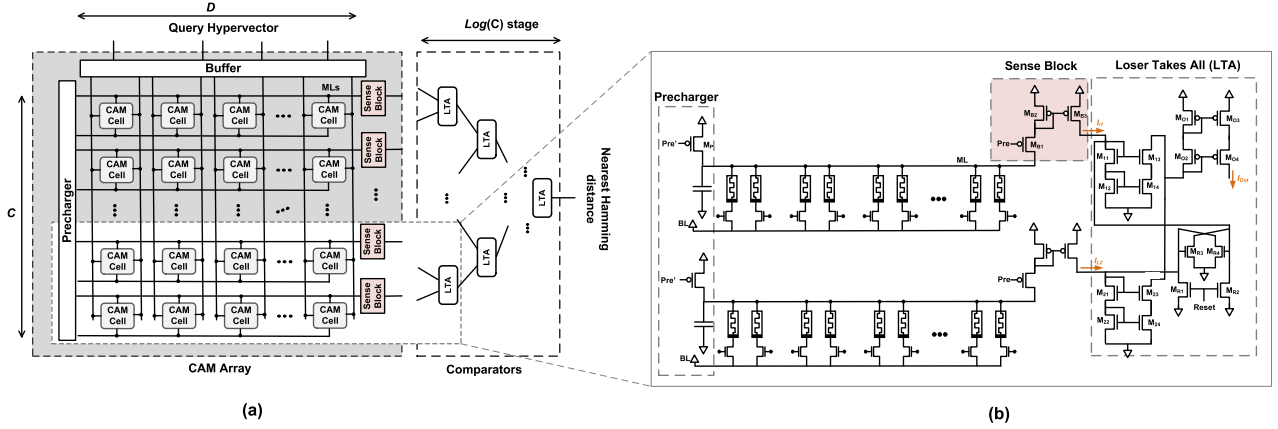 D
Query Hypervector
Log(C) stage
Buffer
MLs
Precharger
C
CAM Cell
CAM Cell
CAM Cell
CAM Cell
Sense Block
CAM Cell
CAM Cell
CAM Cell
CAM Cell
Sense Block
CAM Cell
CAM Cell
CAM Cell
CAM Cell
Sense Block
CAM Cell
CAM Cell
CAM Cell
CAM Cell
Sense Block
LTA
LTA
LTA
LTA
LTA
Nearest Hamming
distance
CAM Array
Comparators
(a)
Precharger
Pre'
MP
ML
BL
Pre'
BL
Sense Block
MB2
MB3
Pre
MB1
Pre
Loser Takes All (LTA)
IL2
M11
M13
M12
M14
MO1
MO3
MO2
MO4
IOut
MR3
MR4
MR1
MR2
Reset
M21
M23
M22
M24
(b)